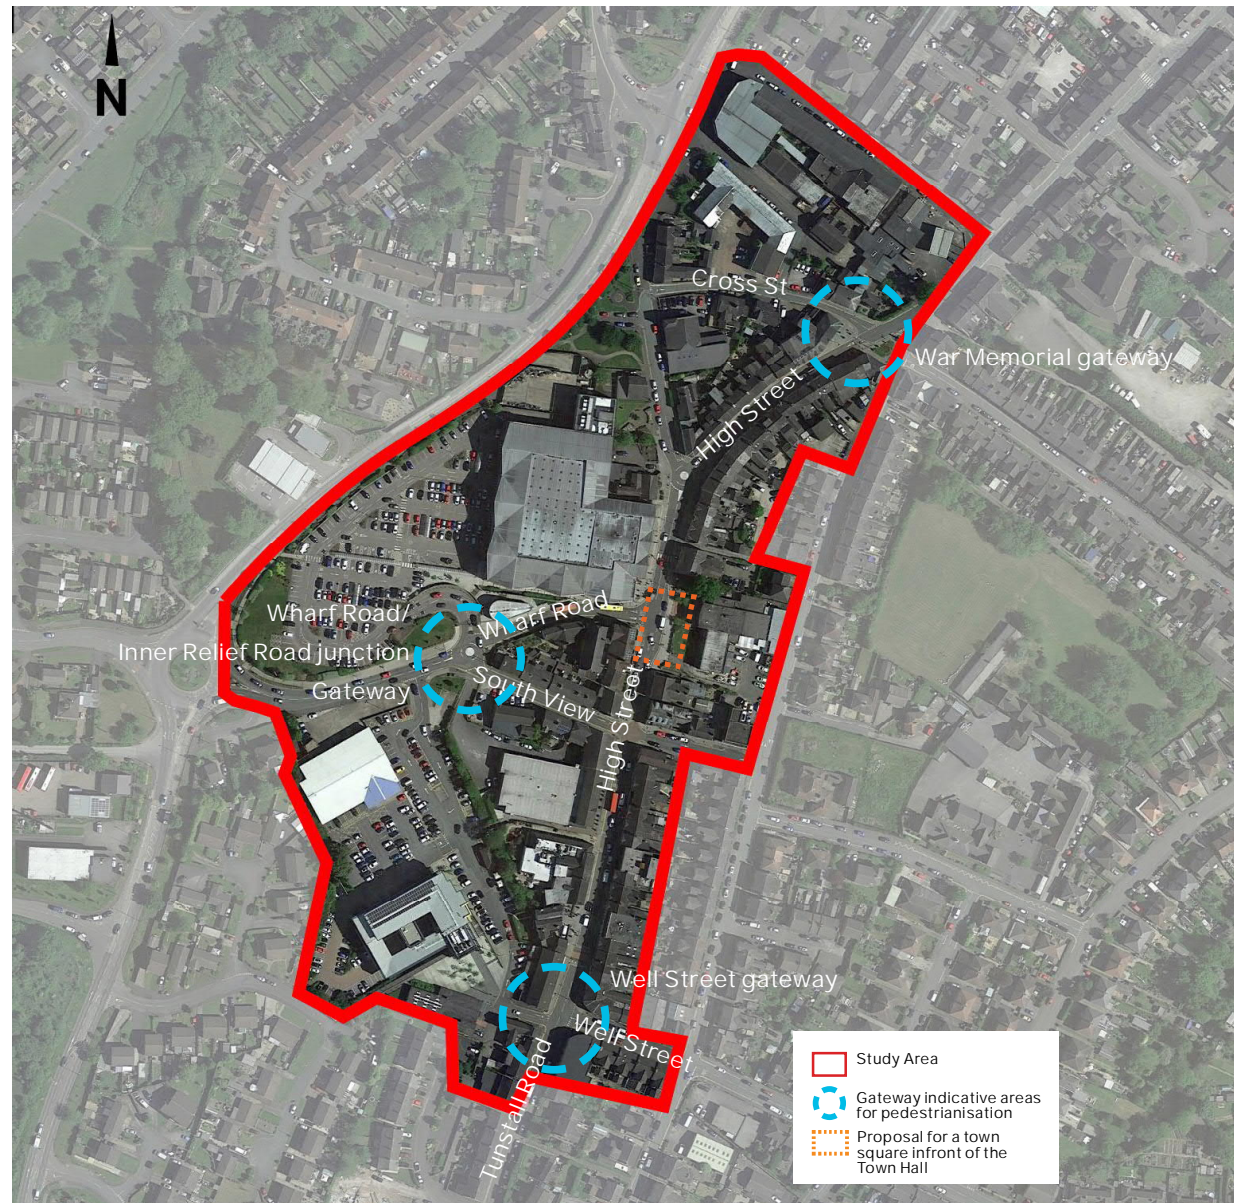 N
Cross St
War Memorial gateway
High Street
Wharf Road/
Inner Relief Road junction
Gateway
Wharf Road
South View
High Street
Well Street gateway
Well Street
Tunstall Road
Study Area
Gateway indicative areas
for pedestrianisation
Proposal for a town
square infront of the
Town Hall